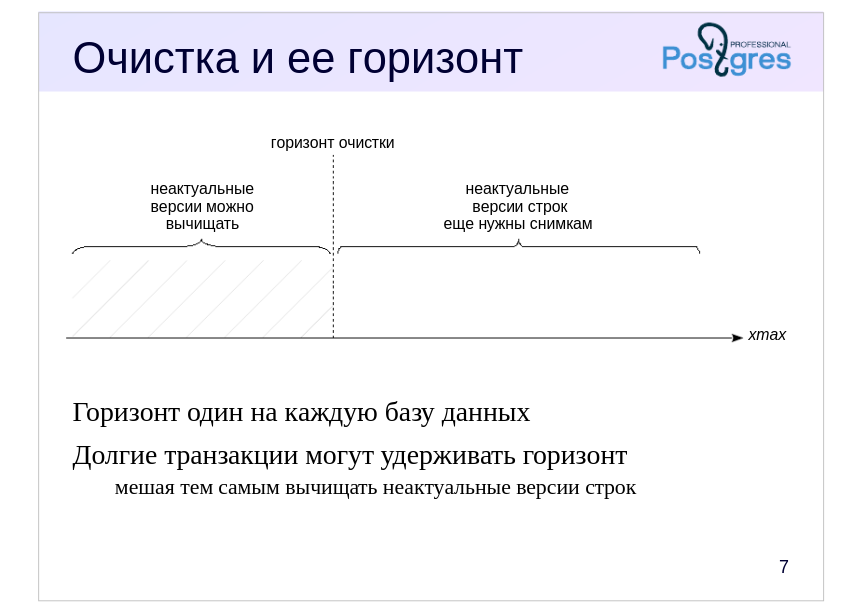 Очистка и ее горизонт
PROFESSIONAL
Postgres
горизонт очистки
неактуальные
версии можно
вычищать
неактуальные
версии строк
еще нужны снимкам
xmax
Горизонт один на каждую базу данных
Долгие транзакции могут удерживать горизонт
мешая тем самым вычищать неактуальные версии строк
7